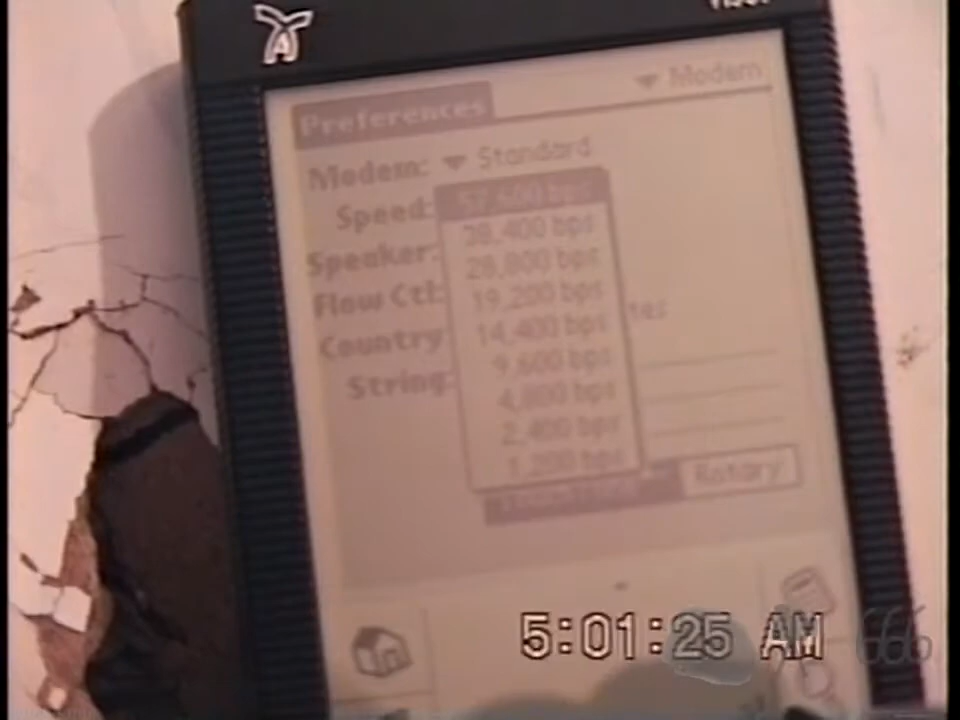 Preferences
Modem
Modem: Standard
Speed:
57,600 bps
38,400 bps
Speaker:
28,800 bps
Flow Ctl:
19,200 bps
Country
14,400 bps
9,600 bps
String:
4,800 bps
2,400 bps
1,200 bps
Rotary
5:01:25 AM
666